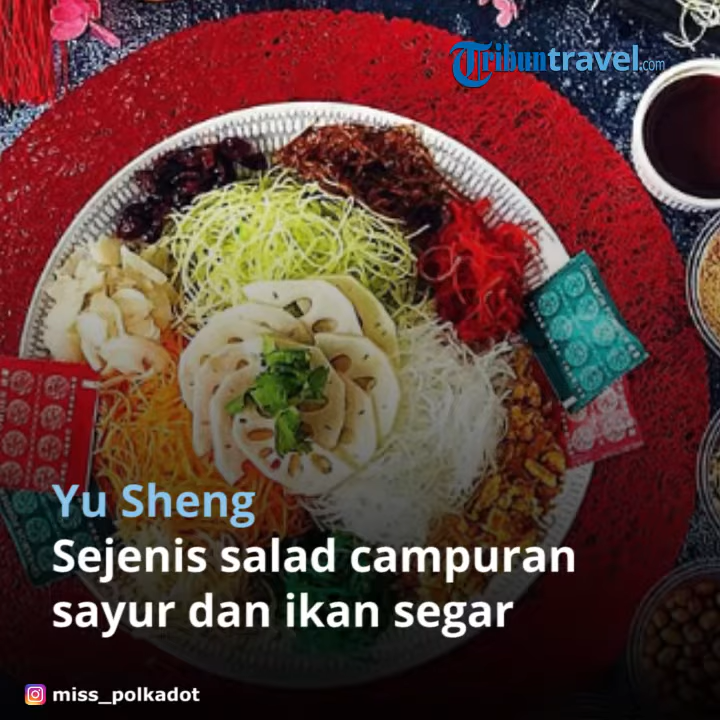 Tribuntravel.com
Yu Sheng
Sejenis salad campuran
sayur dan ikan segar
miss_polkadot